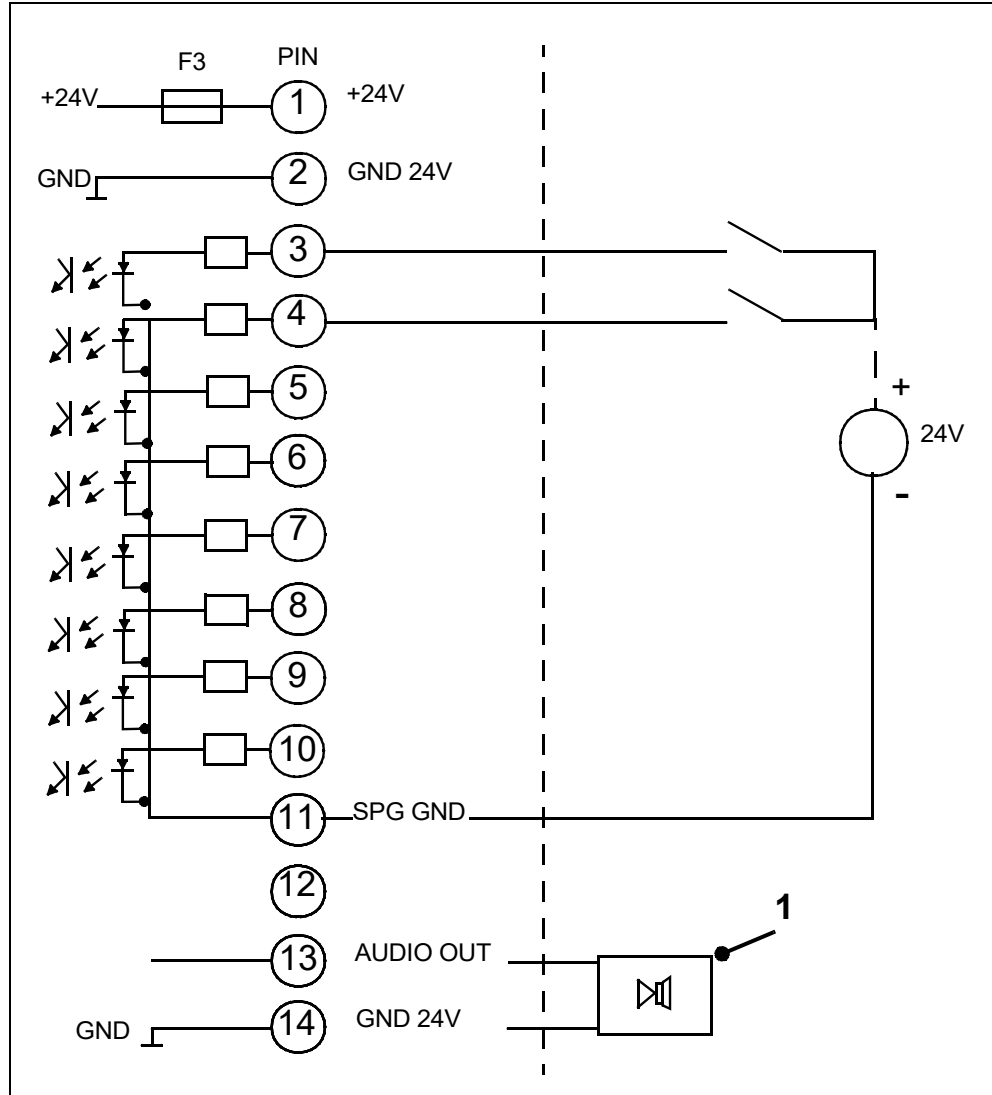 F3 PIN
+24V 1 +24V
GND 2 GND 24V
3
4
5
+
6 24V
-
7
8
9
10
11 SPG GND
12
1
13 AUDIO OUT
GND 14 GND 24V